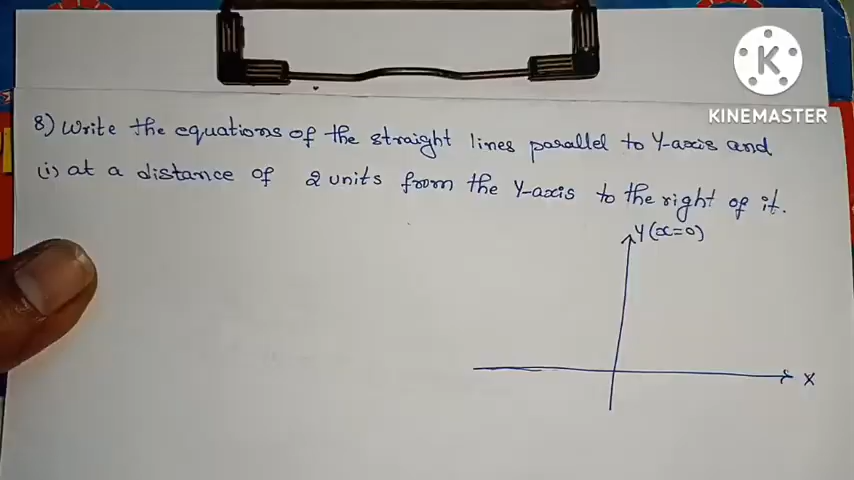 K
KINEMASTER
8) Write the equations of the straight lines parallel to Y-axis and
(i) at a distance of 2 units from the Y-axis to the right of it.
Y(x=0)
X